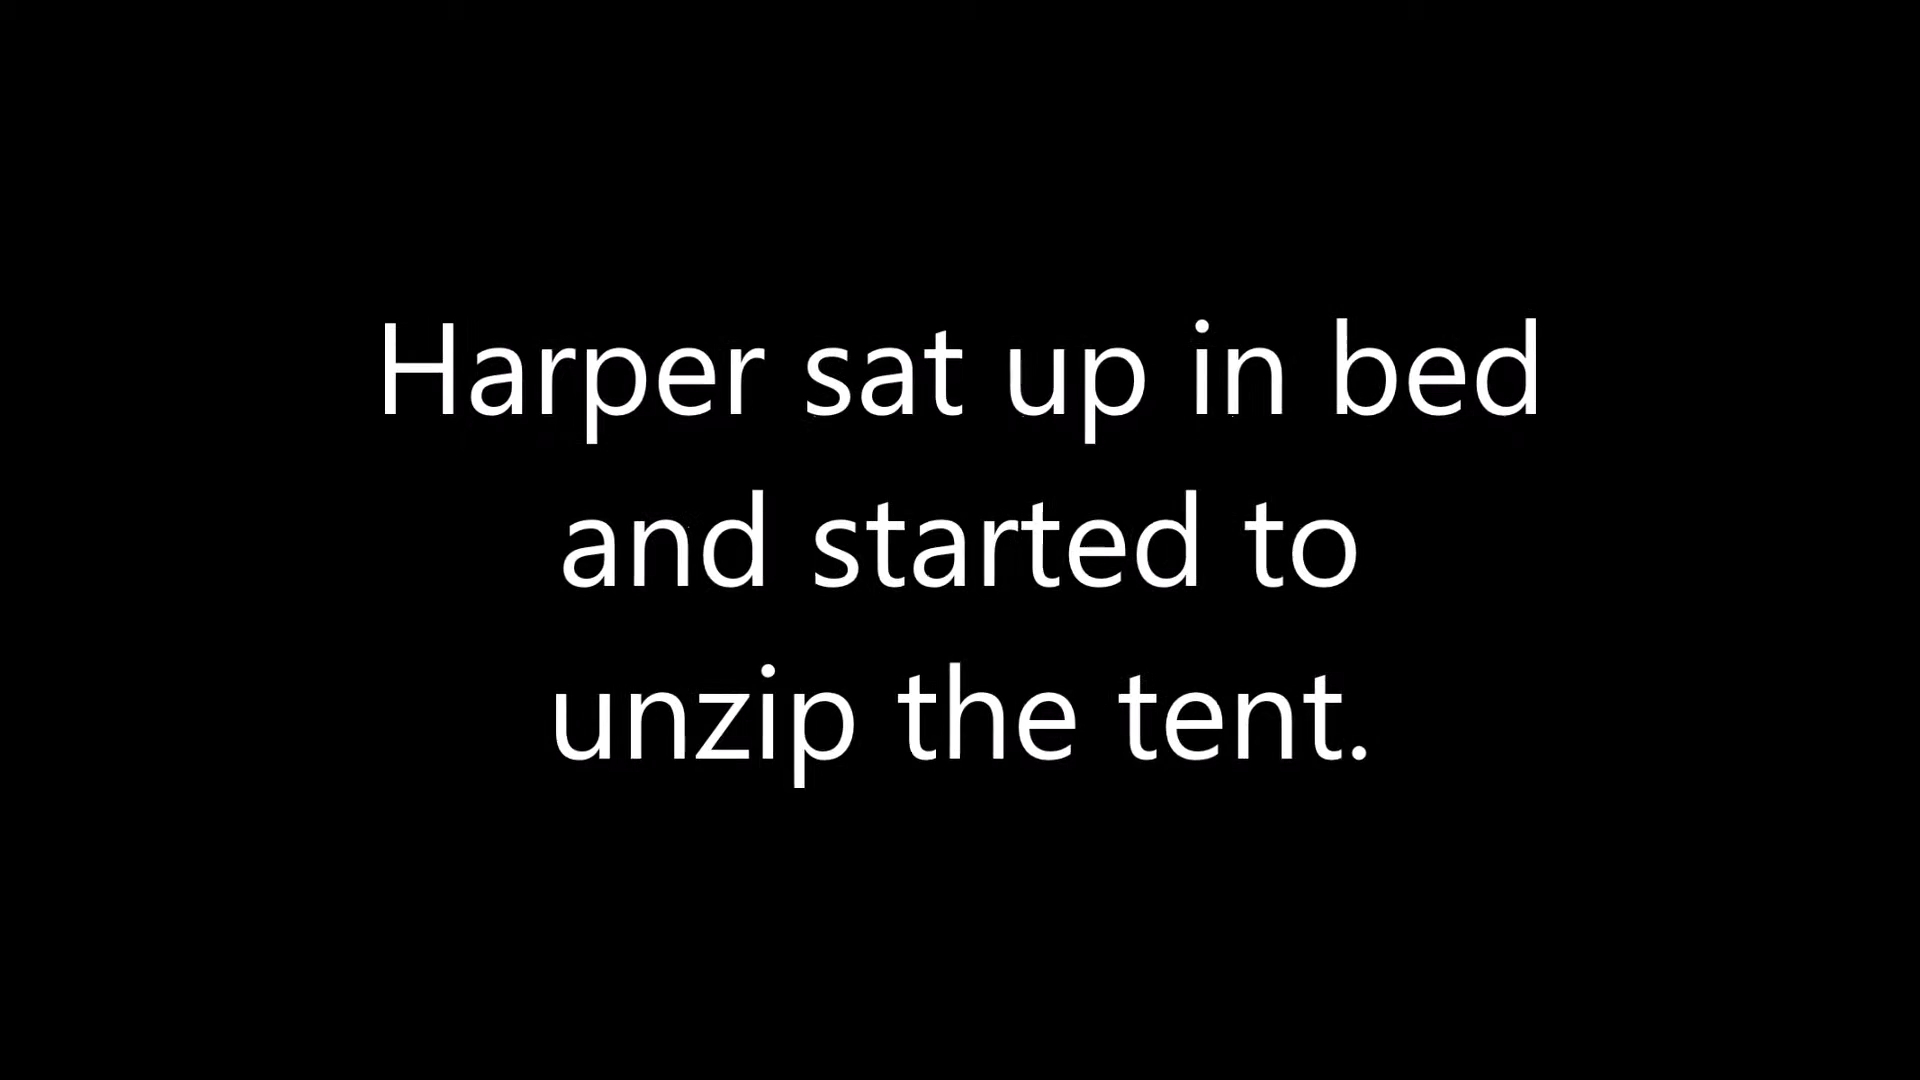 Harper sat up in bed
and started to
unzip the tent.